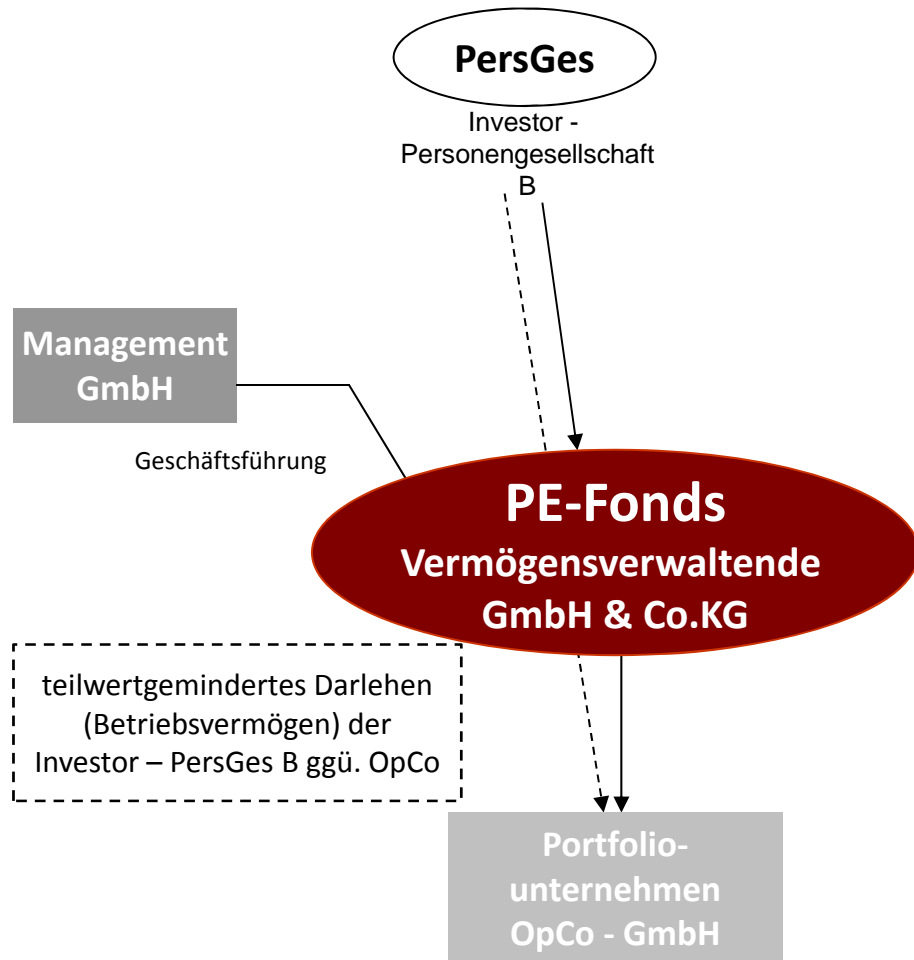 PersGes
Investor -
Personengesellschaft
B
Management
GmbH
Geschäftsführung
PE-Fonds
Vermögensverwaltende
GmbH & Co.KG
teilwertgemindertes Darlehen
(Betriebsvermögen) der
Investor – PersGes B ggü. OpCo
Portfolio-
unternehmen
OpCo - GmbH